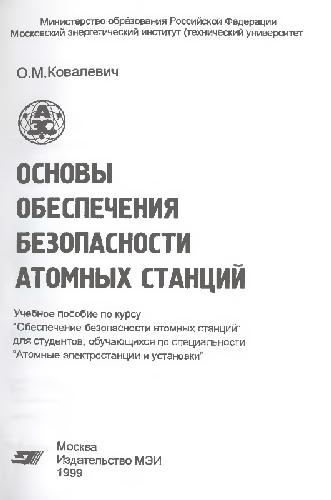 Министерство образования Российской Федерации
Московский энергетический институт (технический университет
О.М.Ковалевич
АЭС
ОСНОВЫ
ОБЕСПЕЧЕНИЯ
БЕЗОПАСНОСТИ
АТОМНЫХ СТАНЦИЙ
Учебное пособие по курсу
"Обеспечение безопасности атомных станций"
для студентов, обучающихся по специальности
"Атомные электростанции и установки"
Москва
Издательство МЭИ
1999